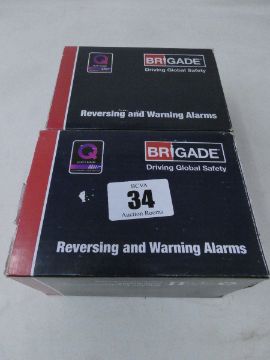 BRIGADE
Driving Global Safety
Reversing and Warning Alarms
BRIGADE
Driving Global Safety
BCVA
34
Auction Rooms
Reversing and Warning Alarms